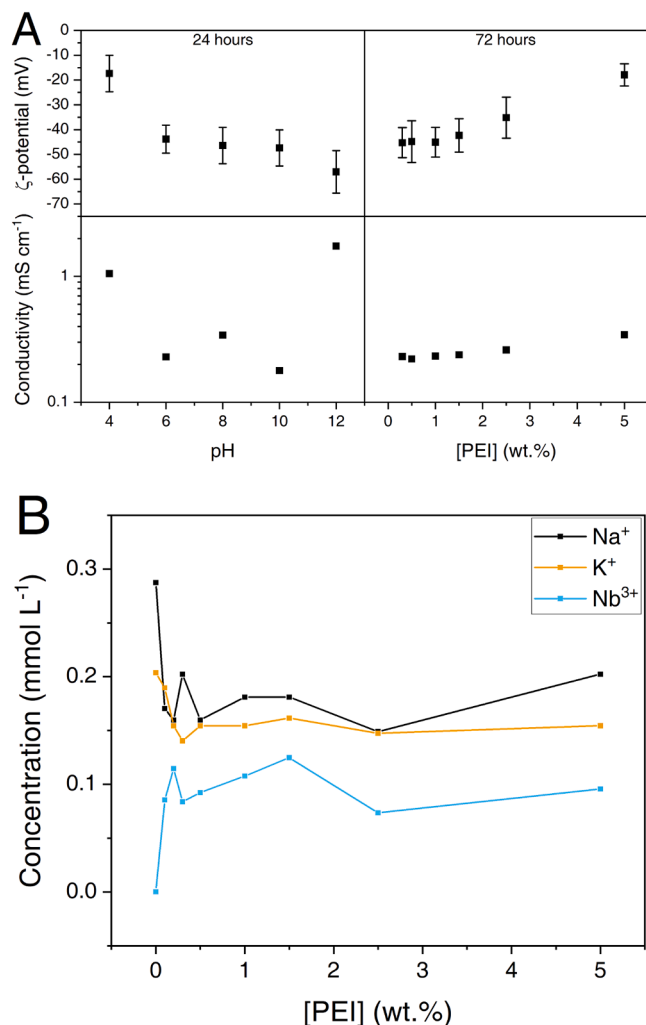 A
24 hours
72 hours
ζ-potential (mV)
0
-10
-20
-30
-40
-50
-60
-70
Conductivity (mS cm⁻¹)
1
0.1
4 6 8 10 12
0 1 2 3 4 5
pH
[PEI] (wt.%)
B
Na⁺
K⁺
Nb³⁺
Concentration (mmol L⁻¹)
0.3
0.2
0.1
0.0
0 1 2 3 4 5
[PEI] (wt.%)